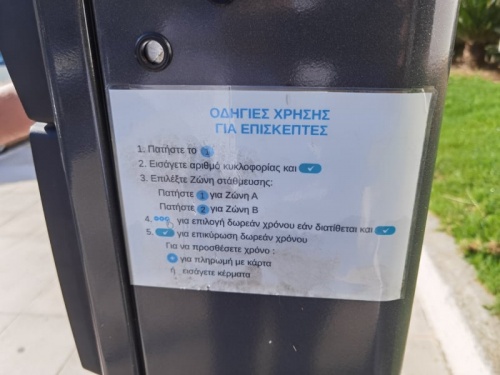 ΟΔΗΓΙΕΣ ΧΡΗΣΗΣ
ΓΙΑ ΕΠΙΣΚΕΠΤΕΣ
1. Πατήστε το
2. Εισάγετε αριθμό κυκλοφορίας και
3. Επιλέξτε Ζώνη στάθμευσης:
Πατήστε 1 για Ζώνη Α
Πατήστε 2 για Ζώνη Β
4. για επιλογή δωρεάν χρόνου εάν διατίθεται και
5. για επικύρωση δωρεάν χρόνου
Για να προσθέσετε χρόνο :
για πληρωμή με κάρτα
ή εισάγετε κέρματα